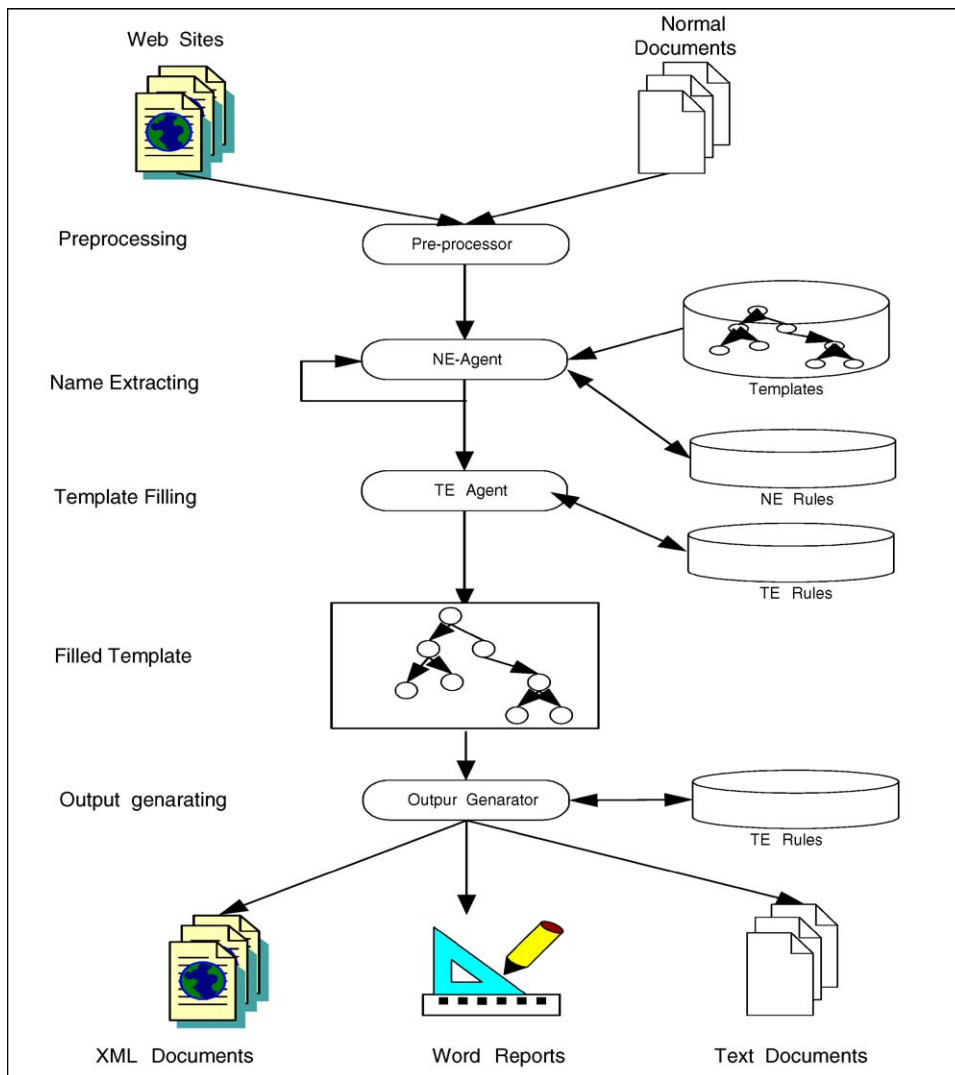 Web Sites
Normal
Documents
Preprocessing
Pre-processor
NE-Agent
Name Extracting
Templates
Template Filling
TE Agent
NE Rules
TE Rules
Filled Template
Output genarating
Outpur Genarator
TE Rules
XML Documents
Word Reports
Text Documents